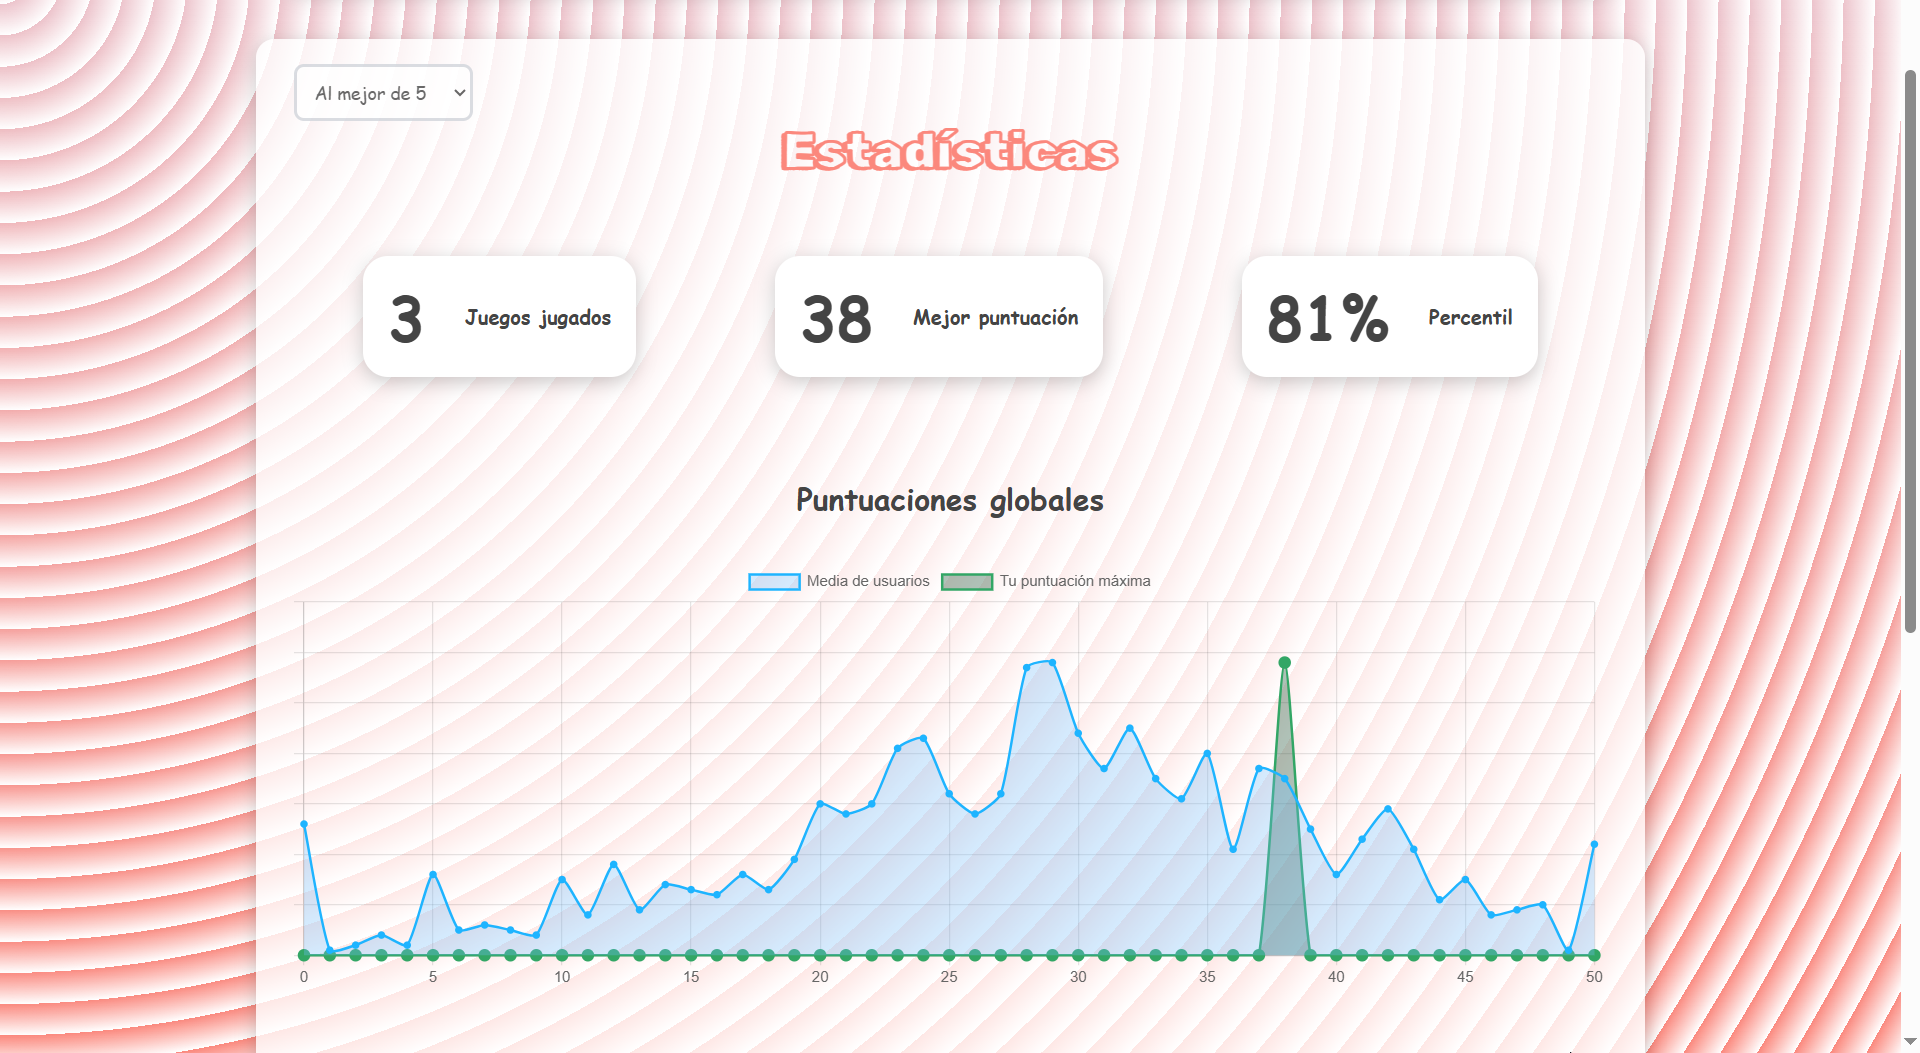 Al mejor de 5
Estadísticas
3 Juegos jugados
38 Mejor puntuación
81% Percentil
Puntuaciones globales
Media de usuarios Tu puntuación máxima
0 5 10 15 20 25 30 35 40 45 50